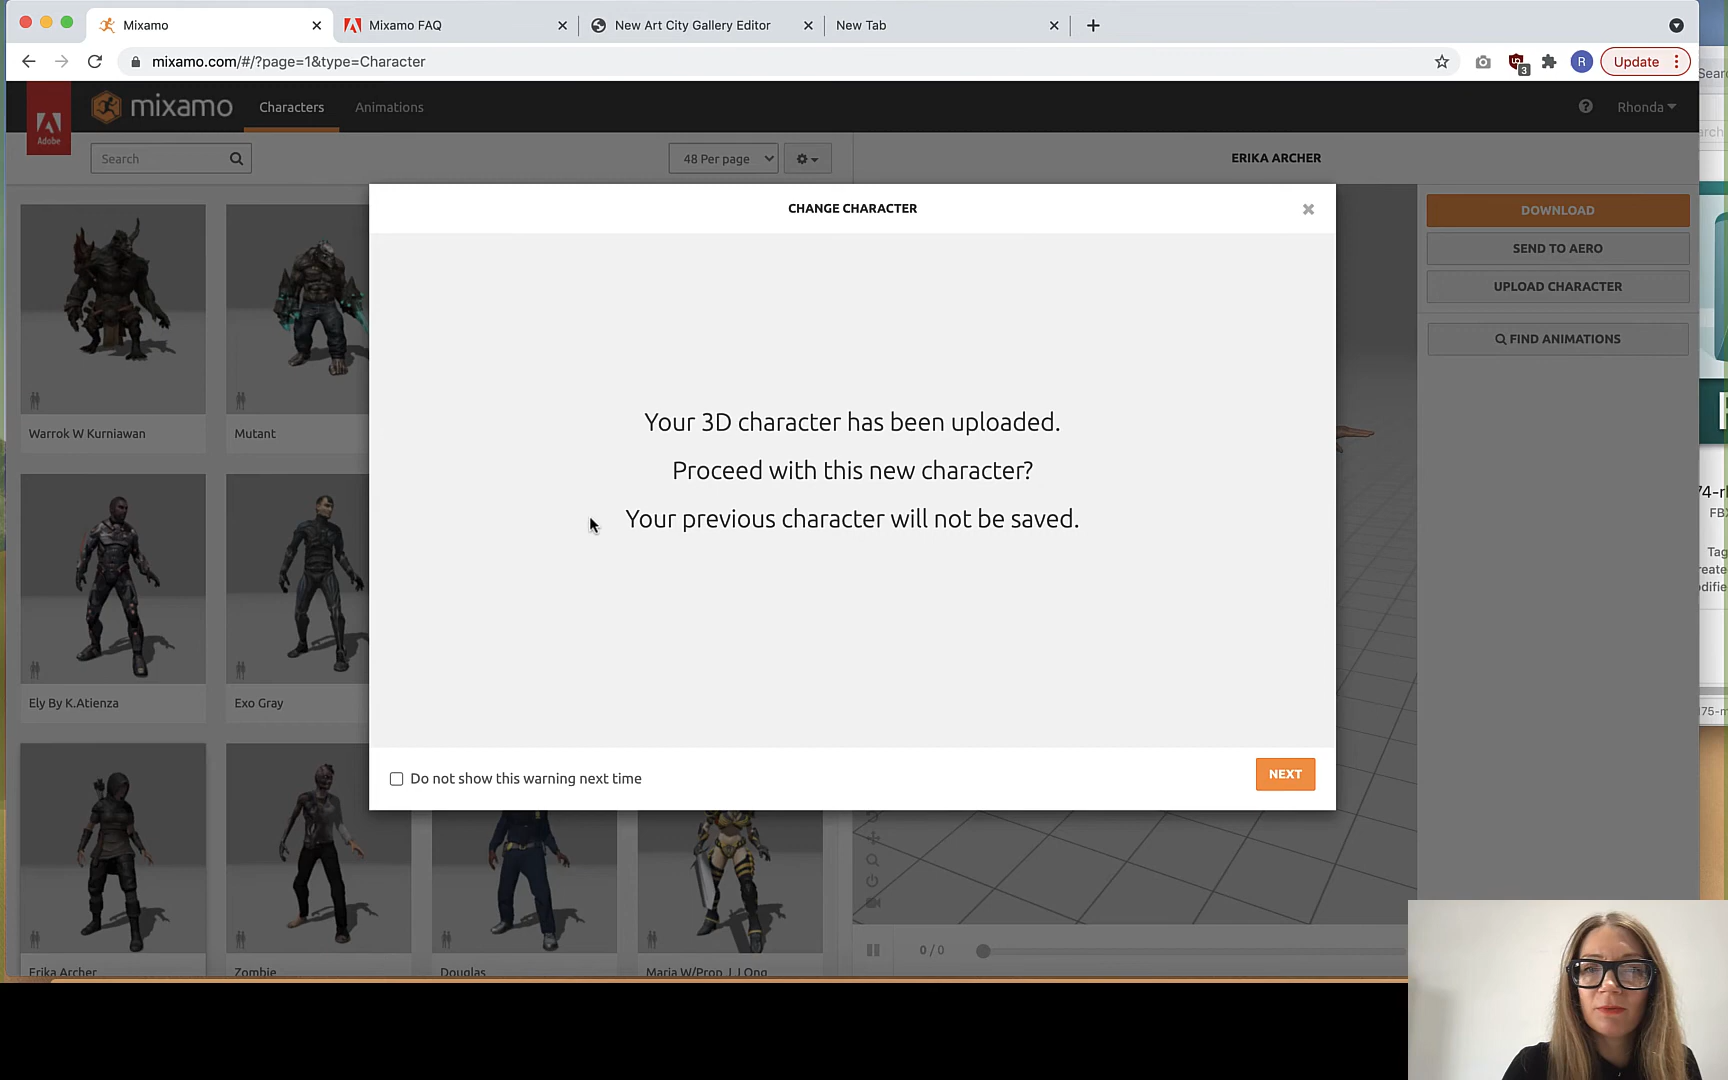 Mixamo
Mixamo FAQ
New Art City Gallery Editor
New Tab
mixamo.com/#/?page=1&type=Character
3
R
Update
Adobe
mixamo
Characters
Animations
Rhonda
Search
48 Per page
ERIKA ARCHER
CHANGE CHARACTER
DOWNLOAD
SEND TO AERO
UPLOAD CHARACTER
FIND ANIMATIONS
Your 3D character has been uploaded.
Proceed with this new character?
Your previous character will not be saved.
Warrok W Kurniawan
Mutant
Ely By K.Atienza
Exo Gray
Do not show this warning next time
NEXT
0 / 0
Erika Archer
Zombie
Douglas
Maria W/Prop J J Ong